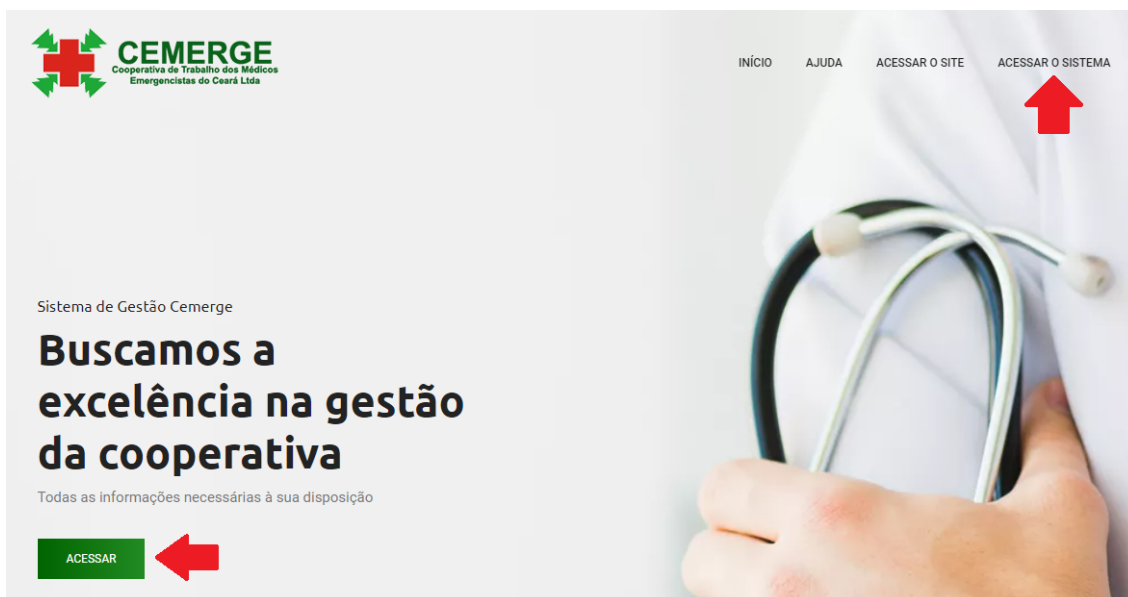 CEMERGE
Cooperativa de Trabalho dos Médicos
Emergencistas do Ceará Ltda
INÍCIO AJUDA ACESSAR O SITE ACESSAR O SISTEMA
Sistema de Gestão Cemerge
Buscamos a
excelência na gestão
da cooperativa
Todas as informações necessárias à sua disposição
ACESSAR